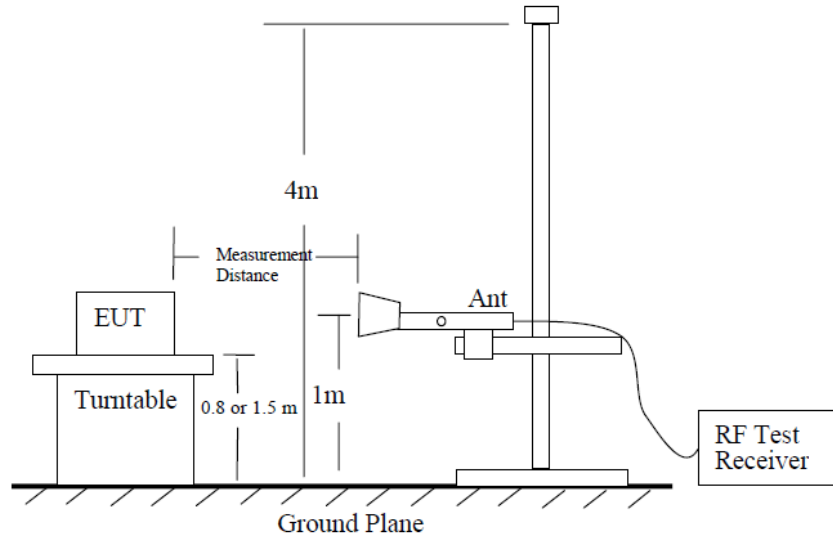 4m
Measurement
Distance
EUT
Ant
Turntable
0.8 or 1.5 m
1m
RF Test
Receiver
Ground Plane